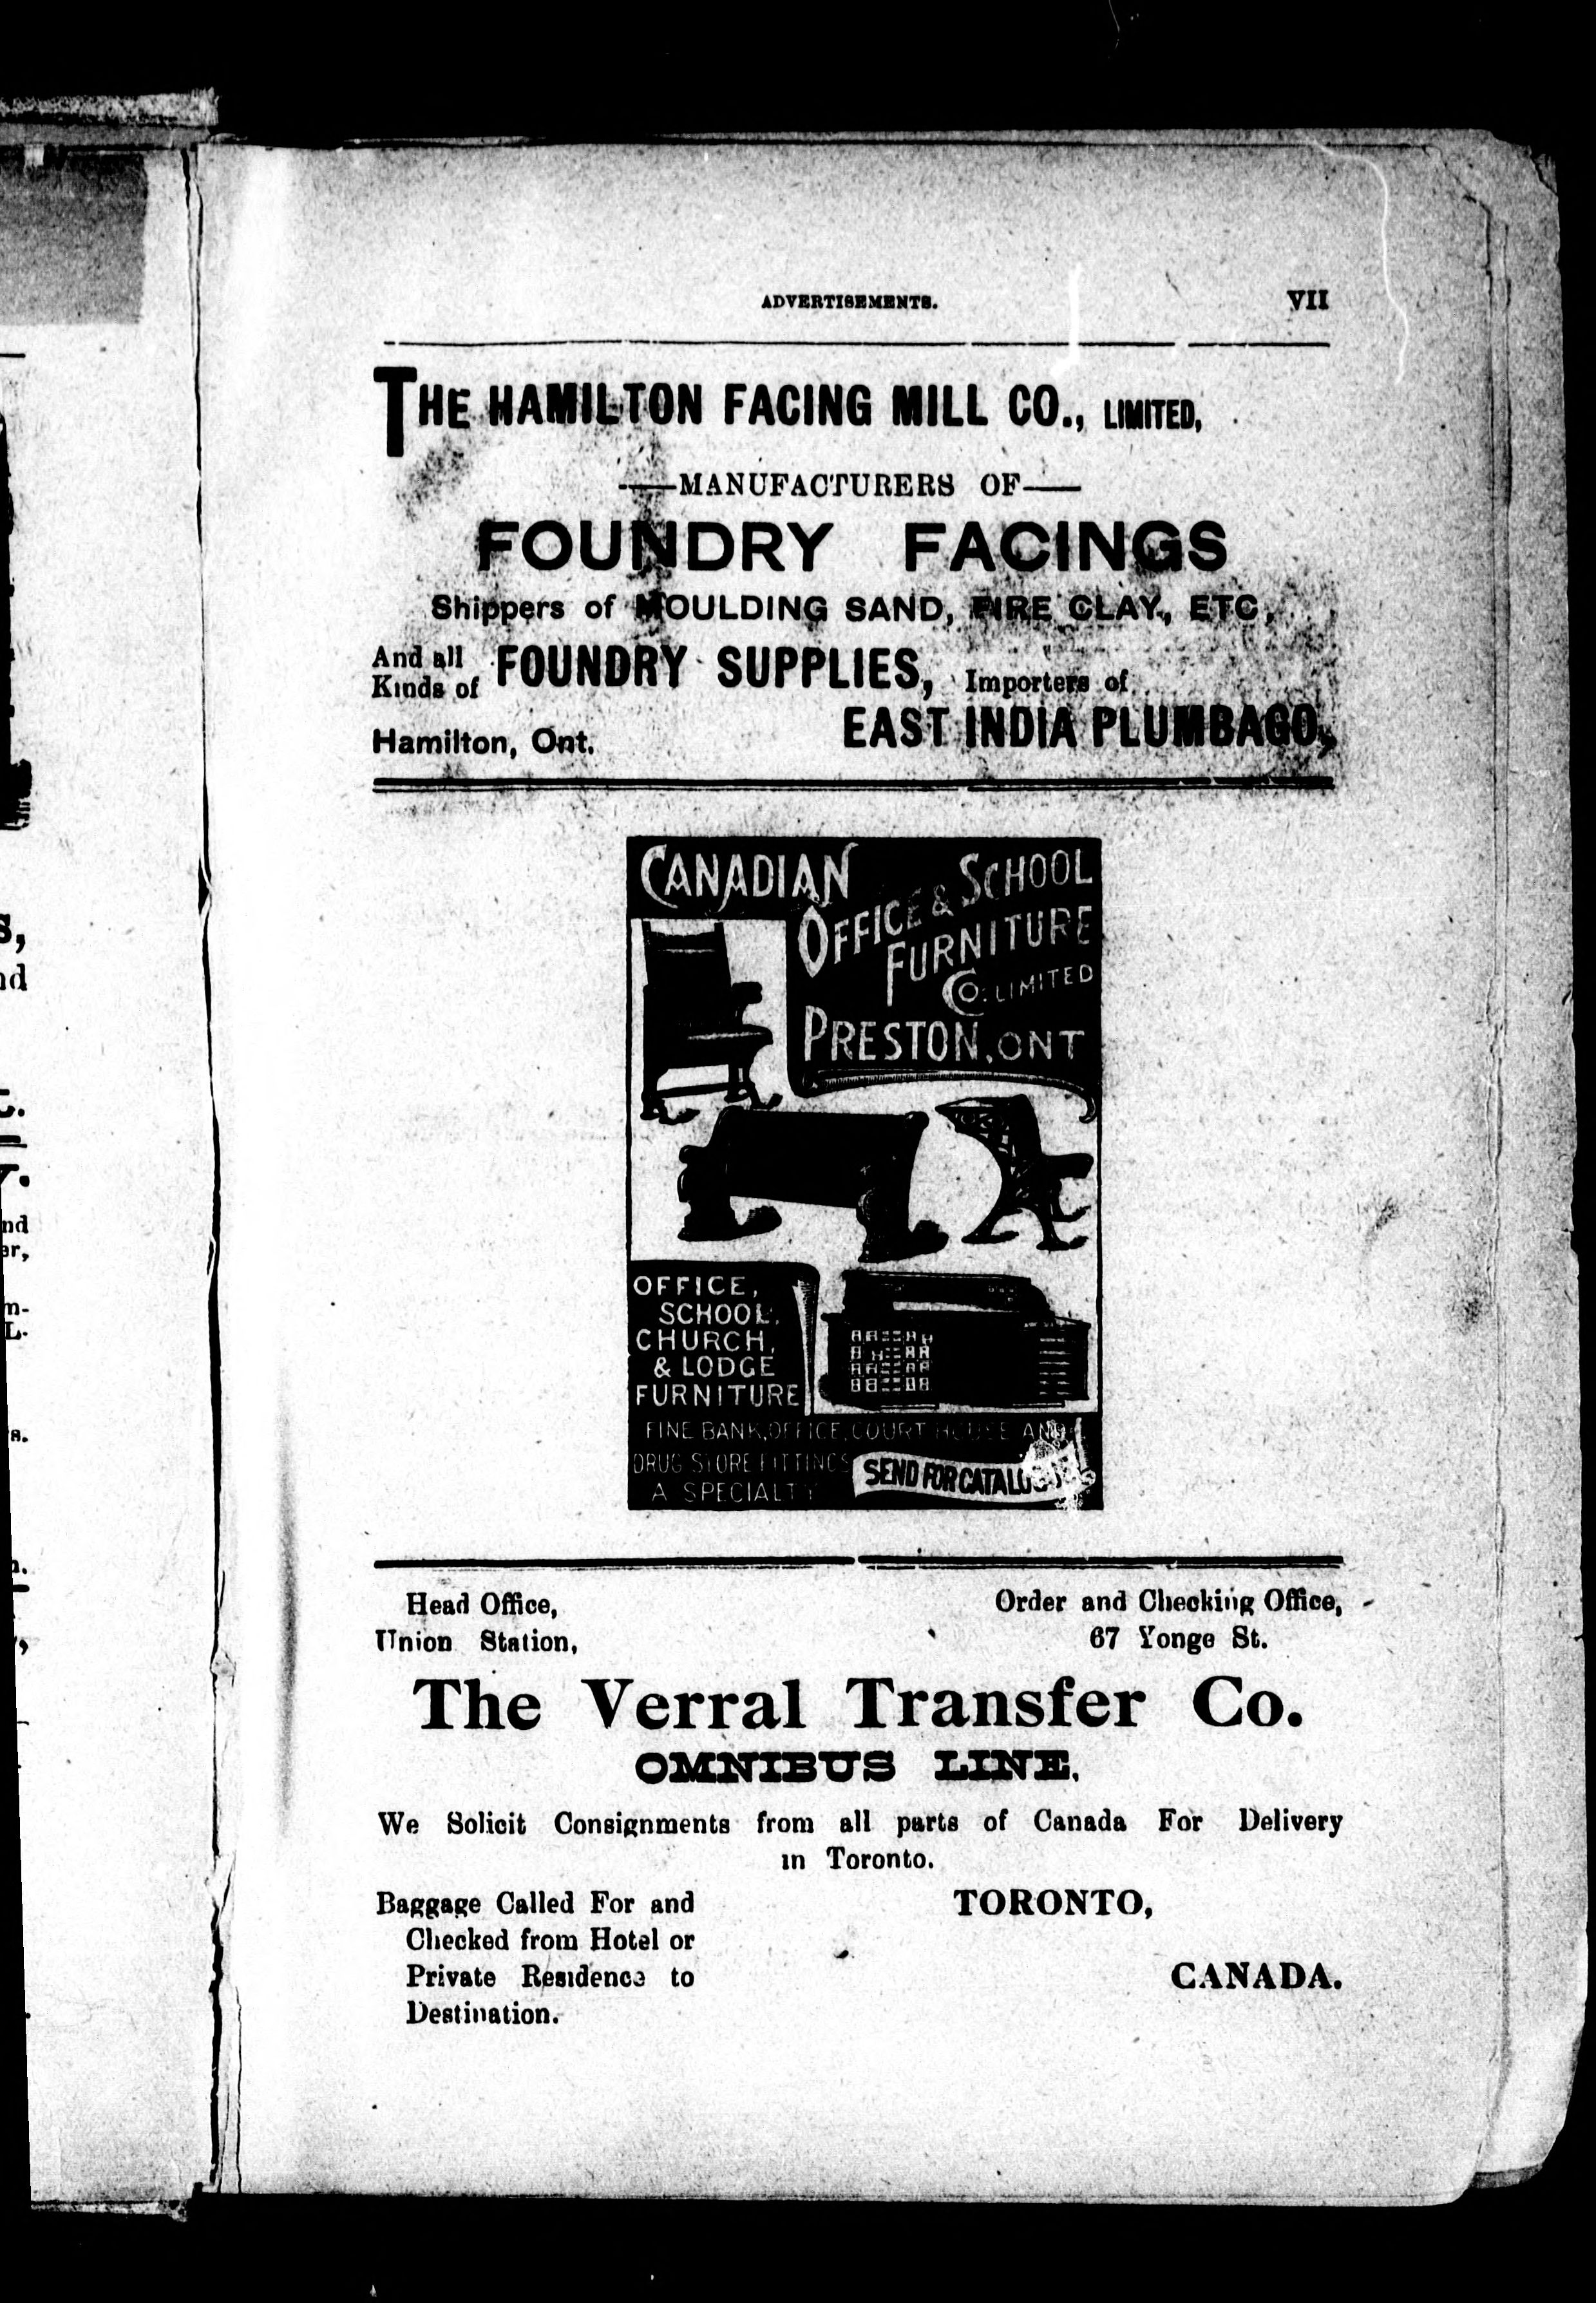 ADVERTISEMENTS. VII
THE HAMILTON FACING MILL CO., LIMITED,
MANUFACTURERS OF
FOUNDRY FACINGS
Shippers of MOULDING SAND, FIRE CLAY, ETC,
And all Kinds of FOUNDRY SUPPLIES, Importers of
Hamilton, Ont. EAST INDIA PLUMBAGO,
CANADIAN
OFFICE & SCHOOL
FURNITURE
CO. LIMITED
PRESTON, ONT
OFFICE,
SCHOOL,
CHURCH,
& LODGE
FURNITURE
FINE BANK, OFFICE, COURT HOUSE AND
DRUG STORE FITTINGS
A SPECIALTY
SEND FOR
Head Office, Order and Checking Office,
Union Station, 67 Yonge St.
The Verral Transfer Co.
OMNIBUS LINE.
We Solicit Consignments from all parts of Canada For Delivery
in Toronto.
Baggage Called For and TORONTO,
Checked from Hotel or
Private Residence to CANADA.
Destination.